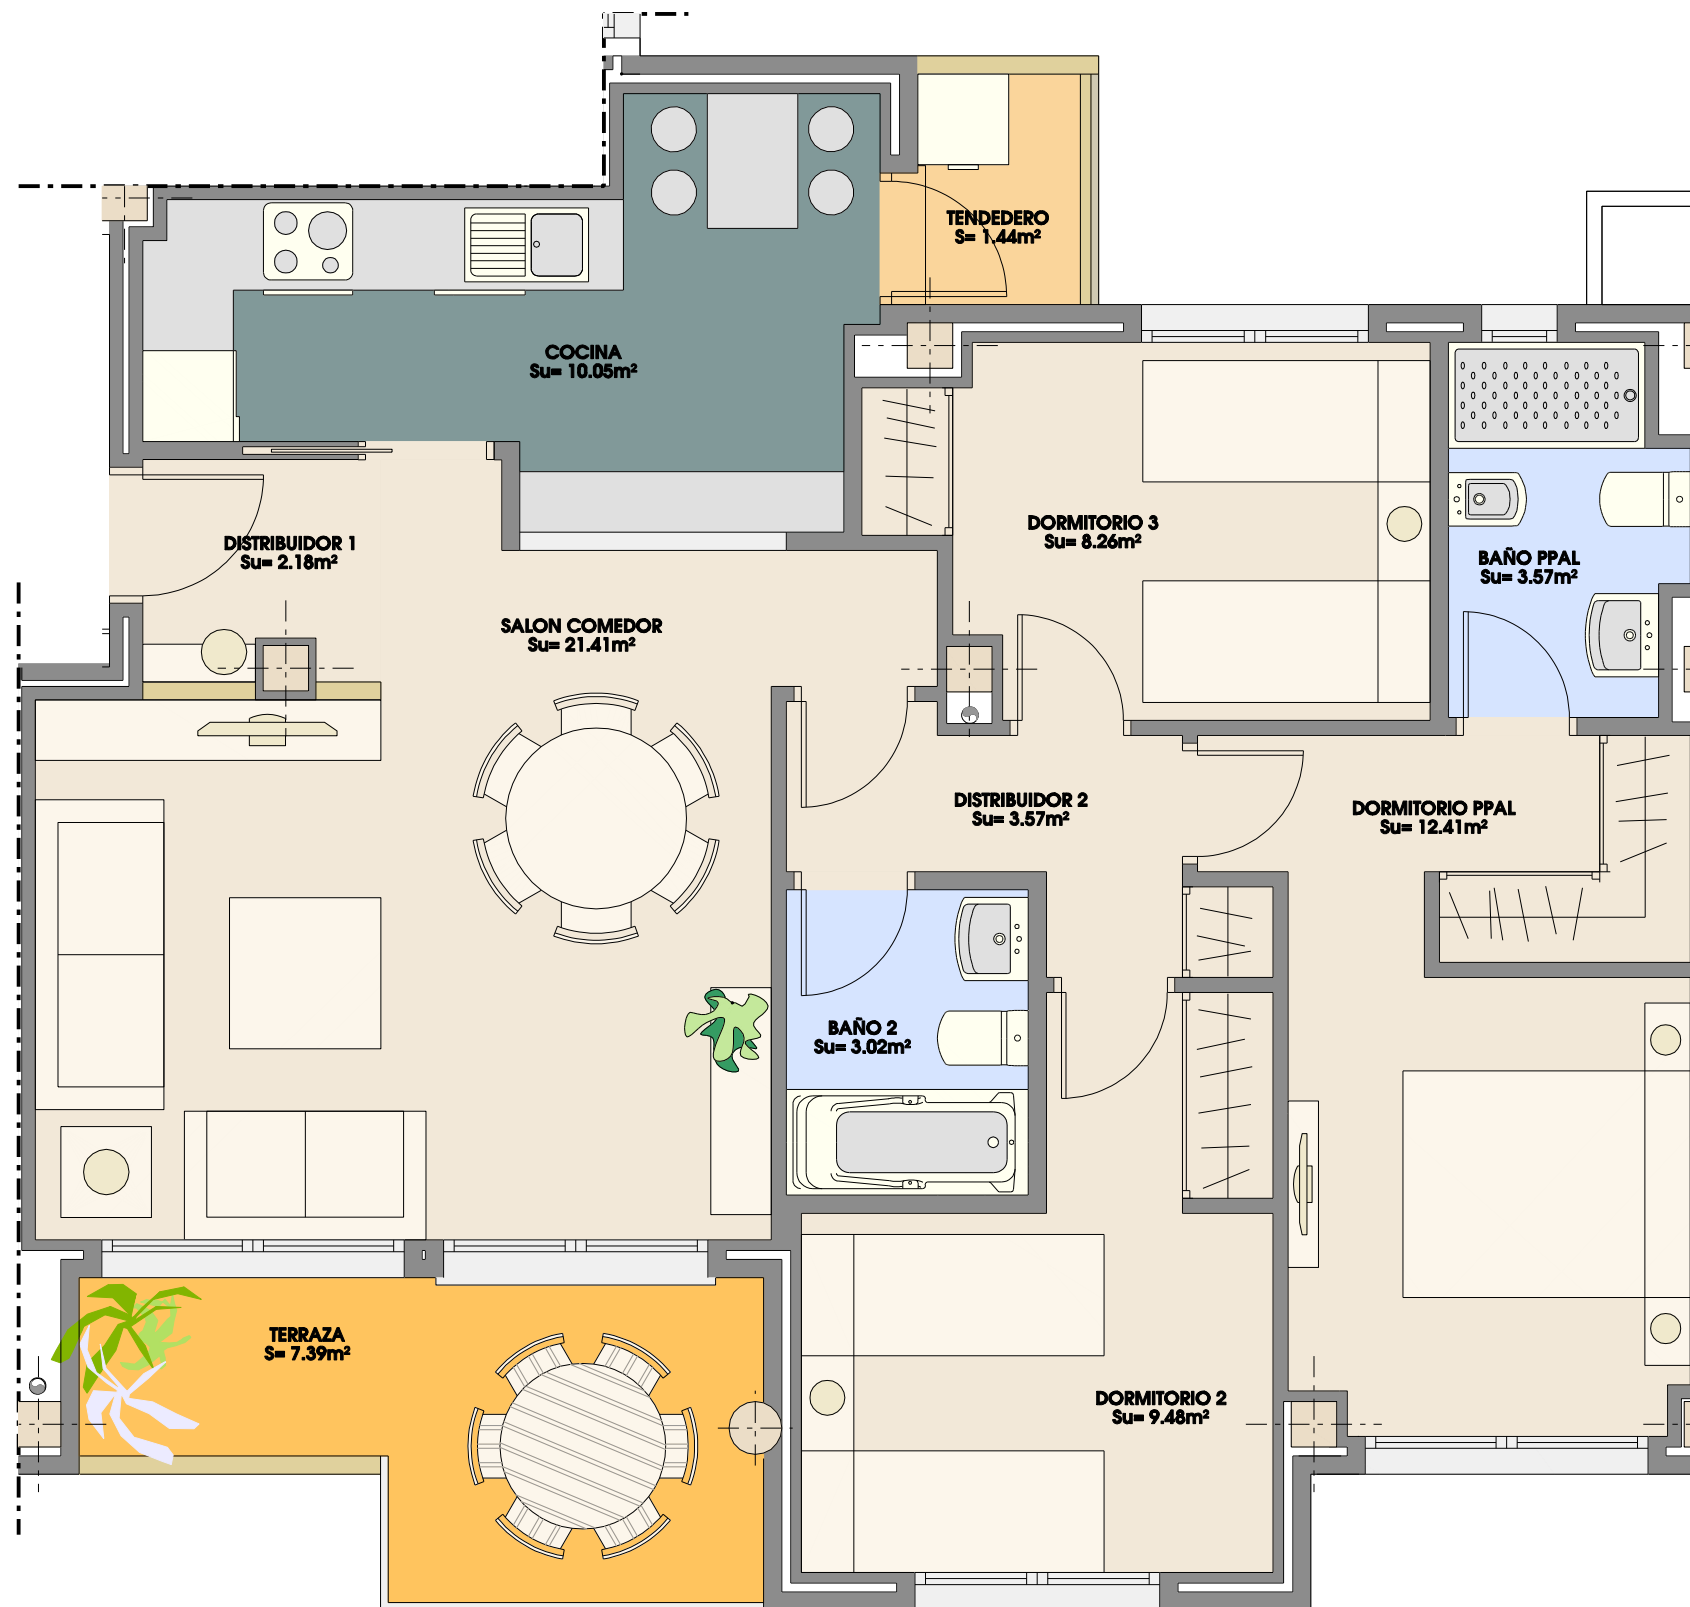 TENDEDERO
S= 1.44m²
COCINA
Su= 10.05m²
DORMITORIO 3
Su= 8.26m²
BAÑO PPAL
Su= 3.57m²
DISTRIBUIDOR 1
Su= 2.18m²
SALON COMEDOR
Su= 21.41m²
DISTRIBUIDOR 2
Su= 3.57m²
DORMITORIO PPAL
Su= 12.41m²
BAÑO 2
Su= 3.02m²
TERRAZA
S= 7.39m²
DORMITORIO 2
Su= 9.48m²